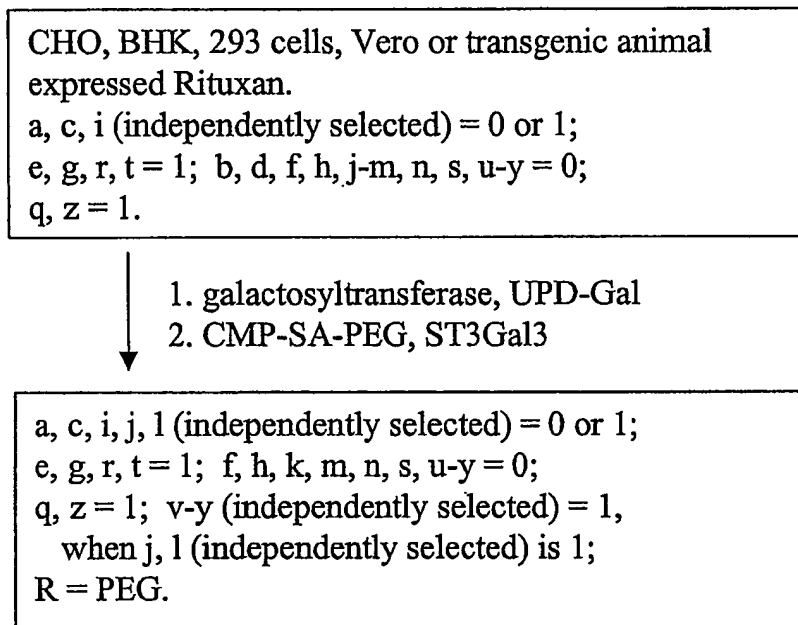 CHO, BHK, 293 cells, Vero or transgenic animal
expressed Rituxan.
a, c, i (independently selected) = 0 or 1;
e, g, r, t = 1; b, d, f, h, j-m, n, s, u-y = 0;
q, z = 1.
1. galactosyltransferase, UPD-Gal
2. CMP-SA-PEG, ST3Gal3
a, c, i, j, l (independently selected) = 0 or 1;
e, g, r, t = 1; f, h, k, m, n, s, u-y = 0;
q, z = 1; v-y (independently selected) = 1,
when j, l (independently selected) is 1;
R = PEG.